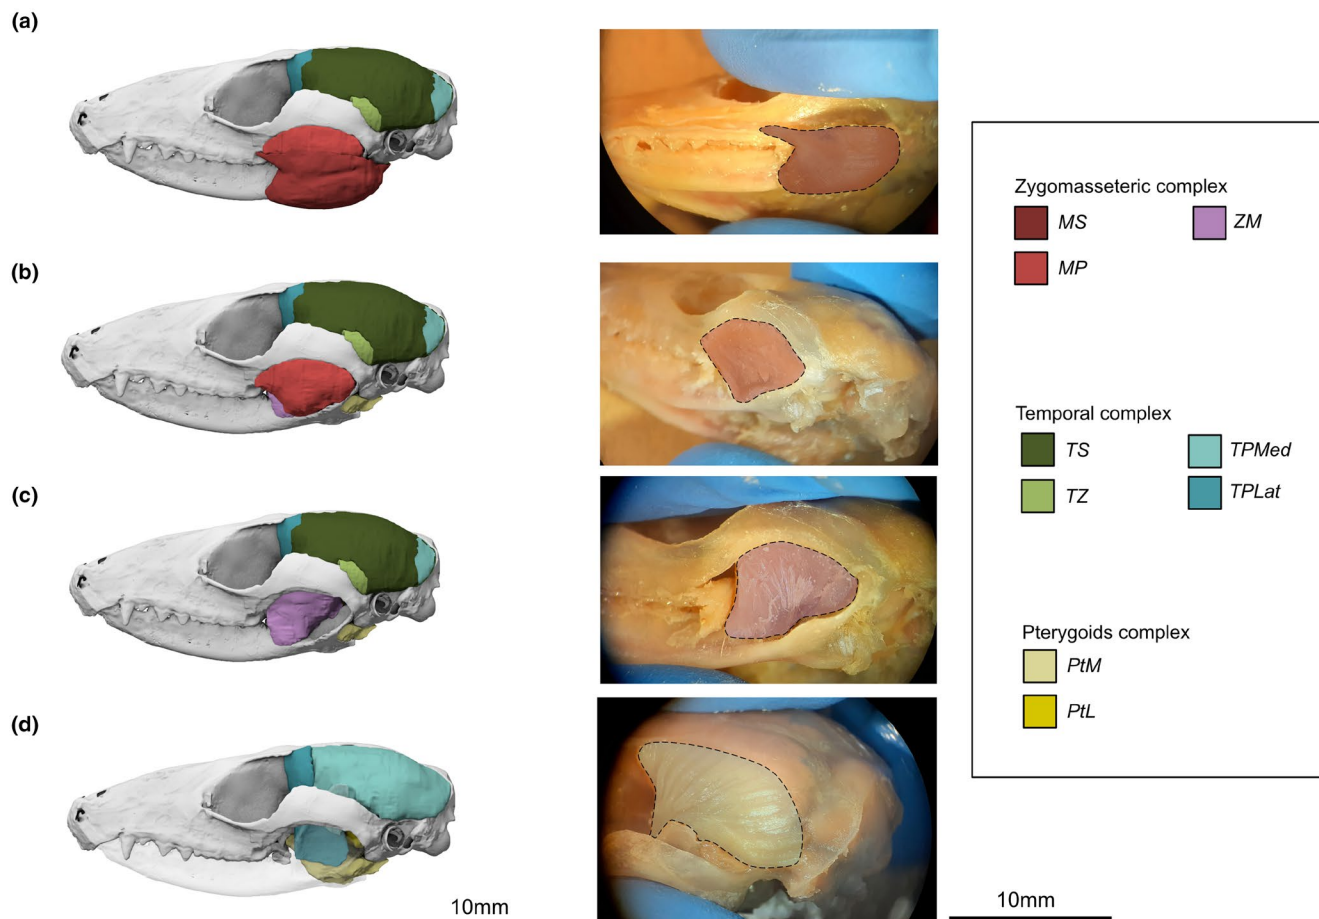 (a)
(b)
(c)
(d)
10mm
10mm
Zygomasseteric complex
MS
ZM
MP
Temporal complex
TS
TPMed
TZ
TPLat
Pterygoids complex
PtM
PtL